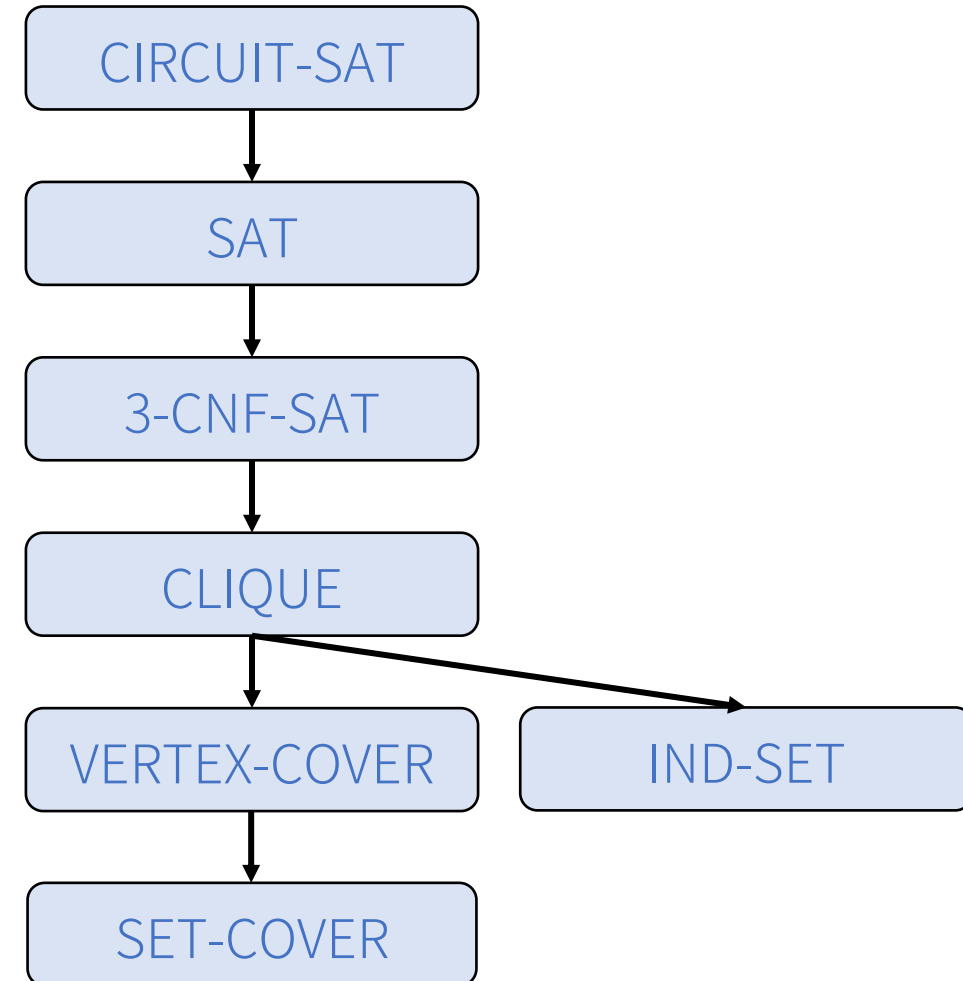 CIRCUIT-SAT
SAT
3-CNF-SAT
CLIQUE
VERTEX-COVER
IND-SET
SET-COVER